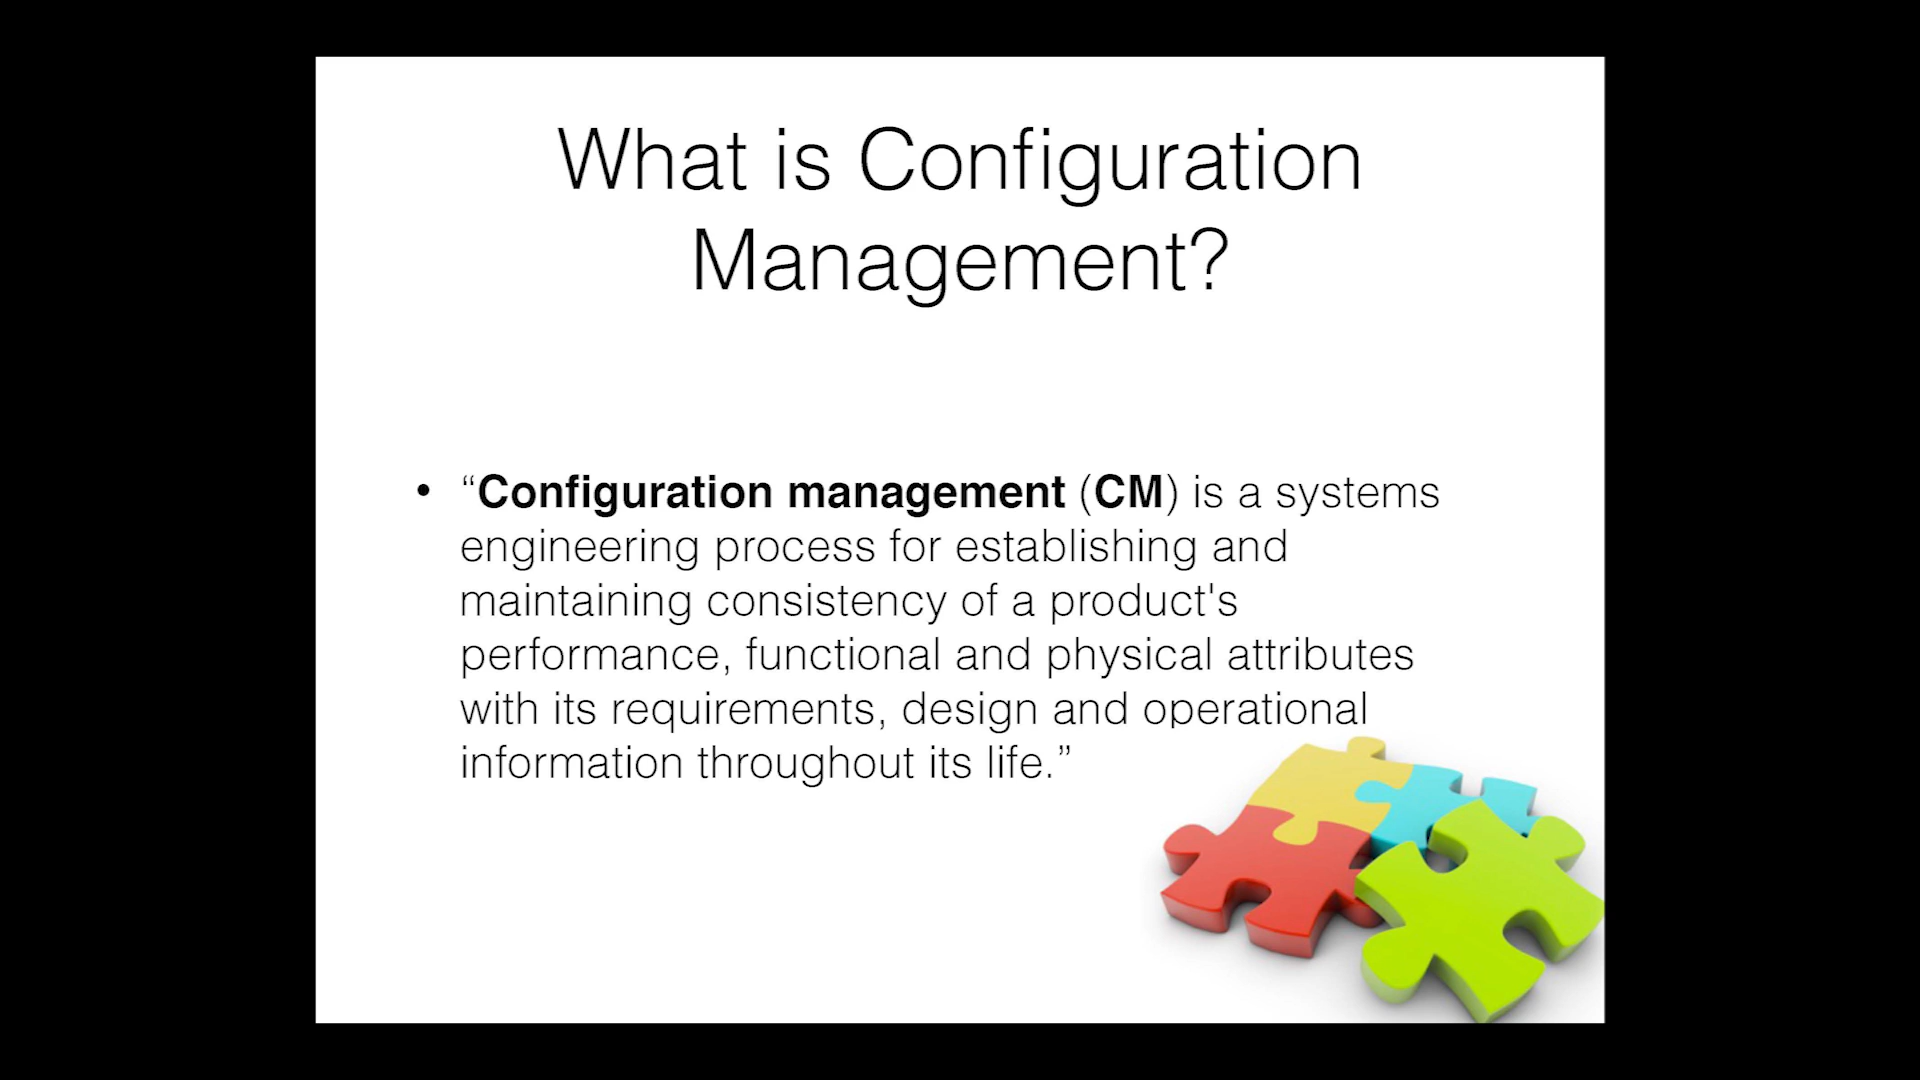 What is Configuration
Management?
• “Configuration management (CM) is a systems
engineering process for establishing and
maintaining consistency of a product's
performance, functional and physical attributes
with its requirements, design and operational
information throughout its life.”